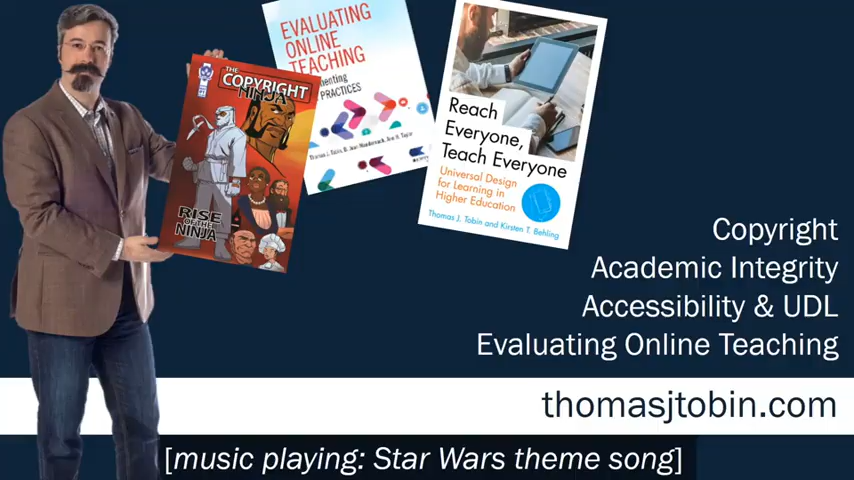 THE
COPYRIGHT
NINJA
RISE
OF THE
NINJA
EVALUATING
ONLINE
TEACHING
PRACTICES
Reach
Everyone,
Teach Everyone
Universal Design
for Learning in
Higher Education
Thomas J. Tobin and Kirsten T. Behling
Copyright
Academic Integrity
Accessibility & UDL
Evaluating Online Teaching
thomasjtobin.com
[music playing: Star Wars theme song]